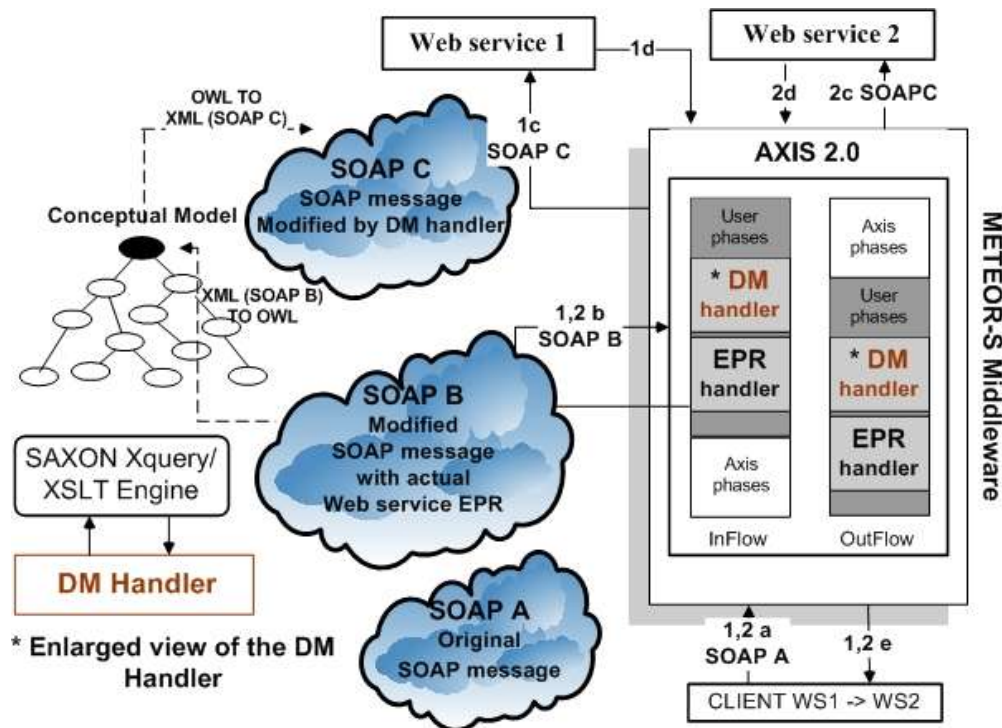 Web service 1
Web service 2
1d
2d
2c SOAPC
OWL TO
XML (SOAP C)
1c
SOAP C
SOAP C
SOAP message
Modified by DM handler
Conceptual Model
XML (SOAP B)
TO OWL
1,2 b
SOAP B
SOAP B
Modified
SOAP message
with actual
Web service EPR
SAXON Xquery/
XSLT Engine
DM Handler
* Enlarged view of the DM
Handler
SOAP A
Original
SOAP message
AXIS 2.0
User
phases
* DM
handler
EPR
handler
Axis
phases
InFlow
Axis
phases
User
phases
* DM
handler
EPR
handler
OutFlow
METEOR-S Middleware
1,2 a
SOAP A
1,2 e
CLIENT WS1 -> WS2